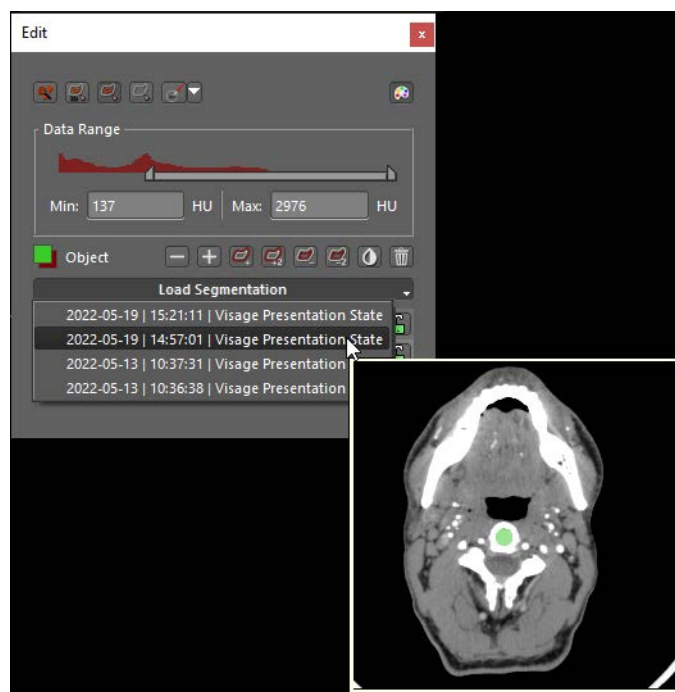 Edit
x
Data Range
Min: 137 HU Max: 2976 HU
Object
Load Segmentation
2022-05-19 | 15:21:11 | Visage Presentation State
2022-05-19 | 14:57:01 | Visage Presentation State
2022-05-13 | 10:37:31 | Visage Presentation
2022-05-13 | 10:36:38 | Visage Presentation